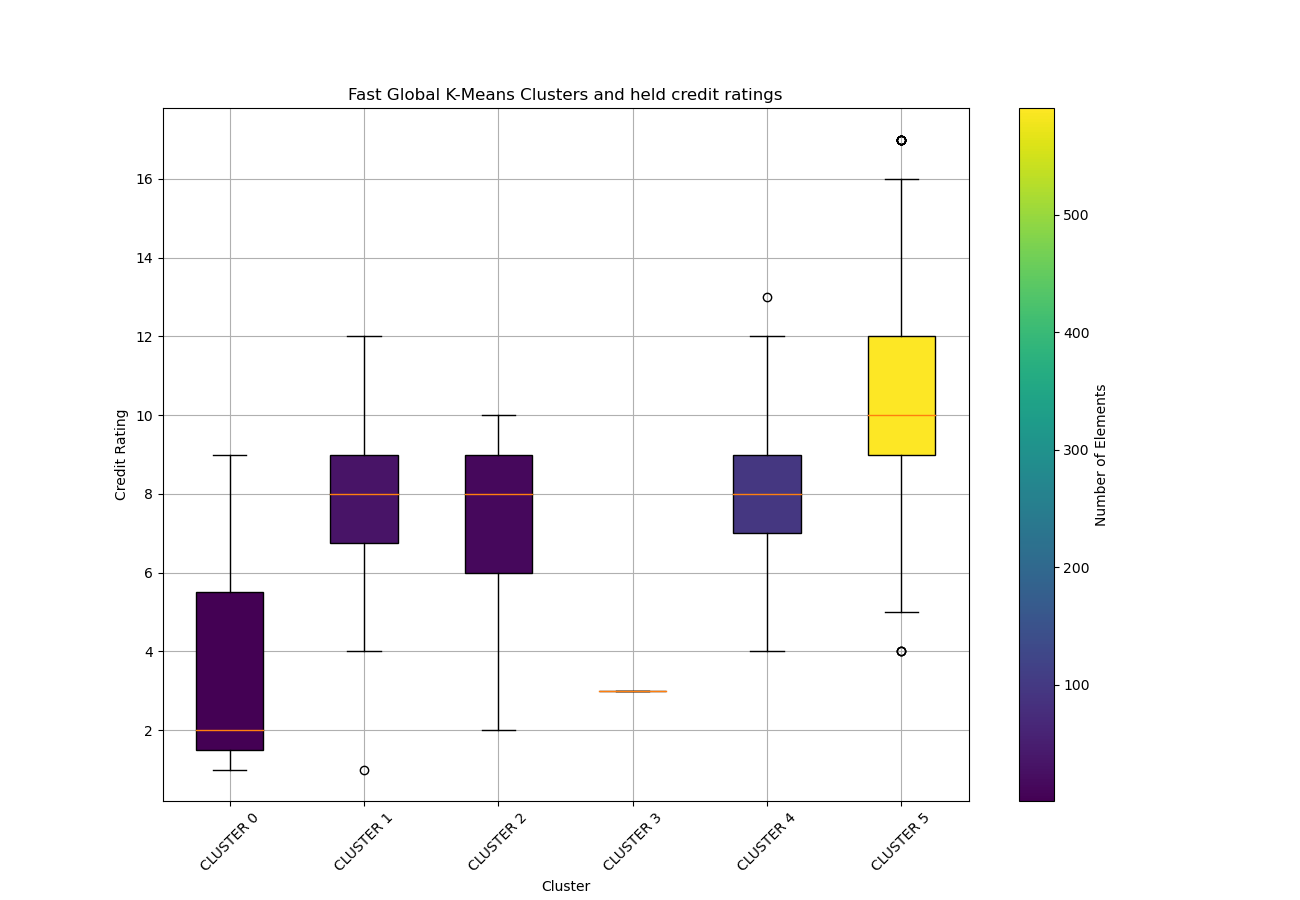 Fast Global K-Means Clusters and held credit ratings
Credit Rating
16
14
12
10
8
6
4
2
CLUSTER 0
CLUSTER 1
CLUSTER 2
CLUSTER 3
CLUSTER 4
CLUSTER 5
Cluster
500
400
300
200
100
Number of Elements